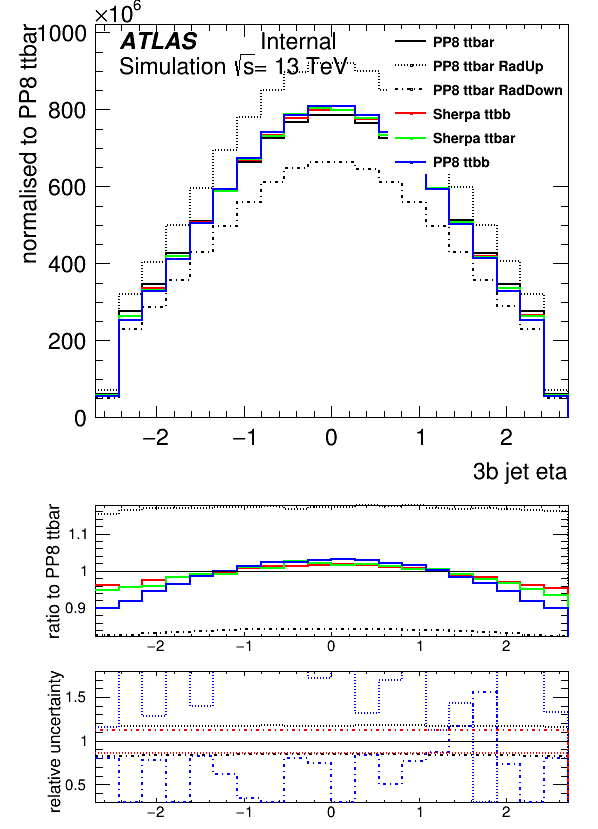 ×10⁶
1000
800
600
400
200
0
normalised to PP8 ttbar
ATLAS Internal
Simulation √s= 13 TeV
PP8 ttbar
PP8 ttbar RadUp
PP8 ttbar RadDown
Sherpa ttbb
Sherpa ttbar
PP8 ttbb
−2 −1 0 1 2
3b jet eta
ratio to PP8 ttbar
1.1
1
0.9
−2 −1 0 1 2
relative uncertainty
1.5
1
0.5
−2 −1 0 1 2